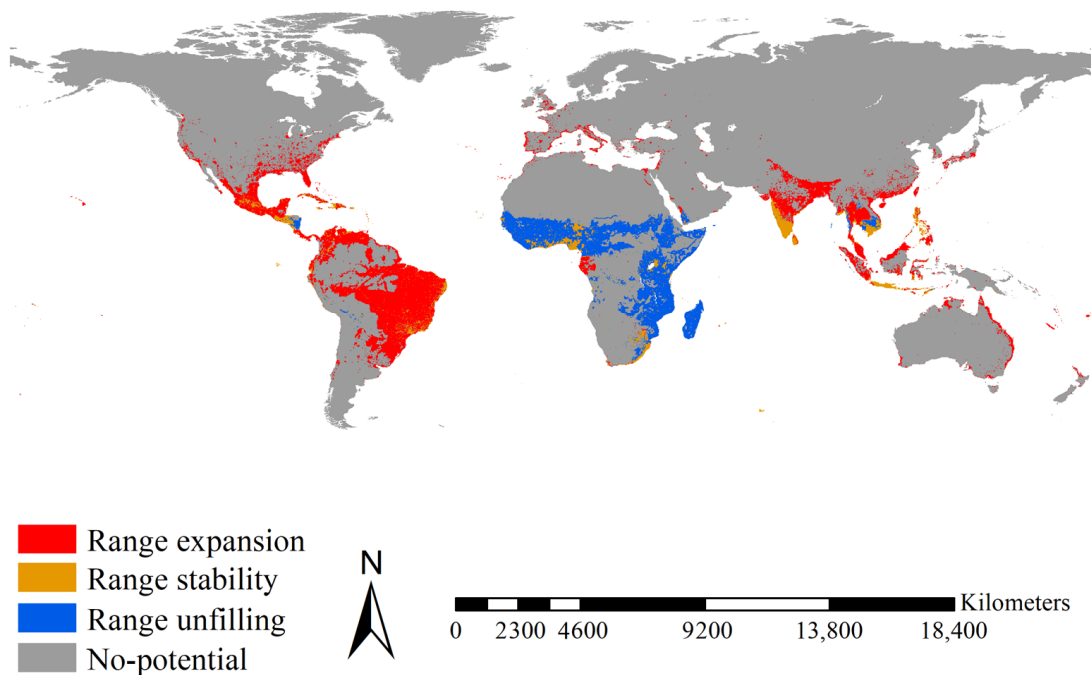 Range expansion
Range stability
Range unfilling
No-potential
N
Kilometers
0 2300 4600 9200 13,800 18,400